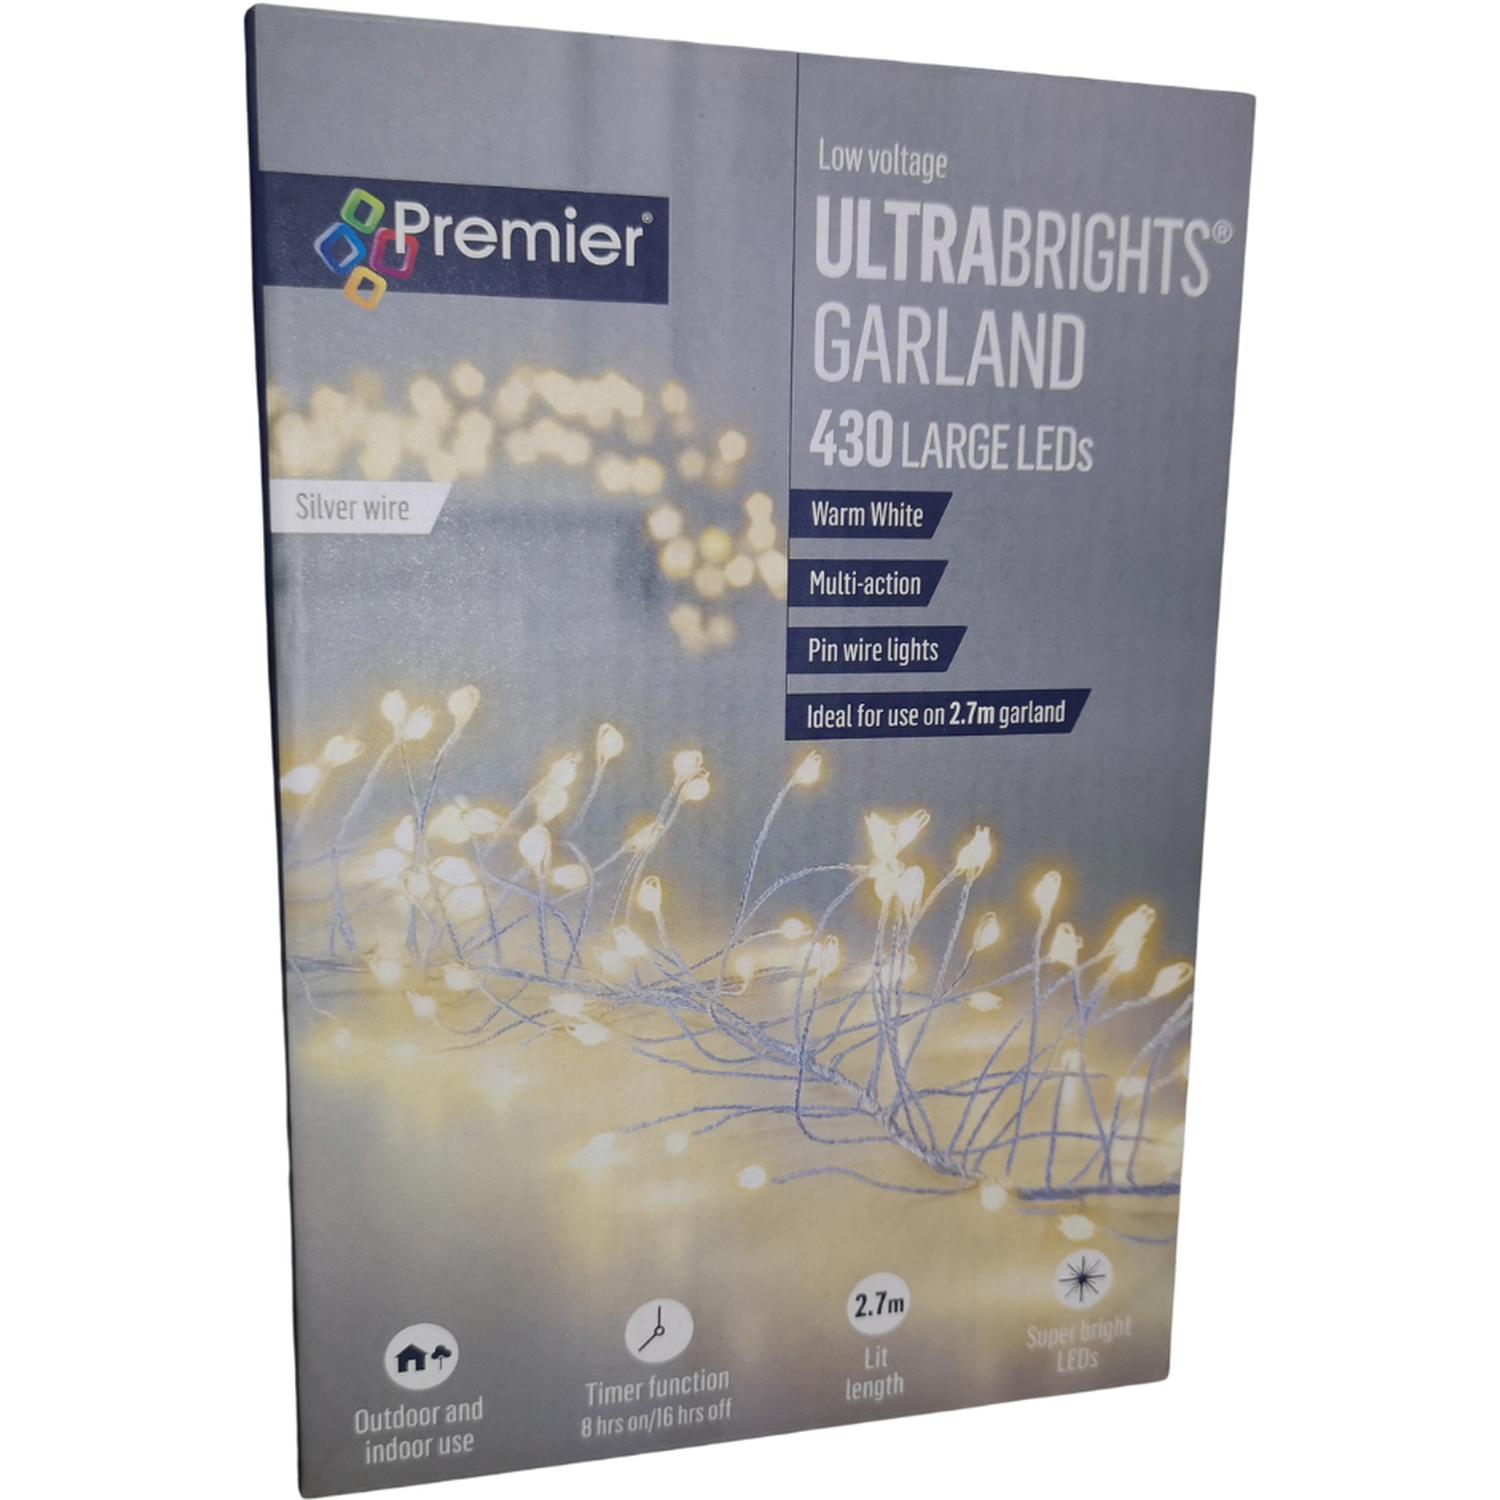 Premier®
Low voltage
ULTRABRIGHTS®
GARLAND
430 LARGE LEDs
Silver wire
Warm White
Multi-action
Pin wire lights
Ideal for use on 2.7m garland
Outdoor and
indoor use
Timer function
8 hrs on/16 hrs off
2.7m
Lit
length
Super bright
LEDs